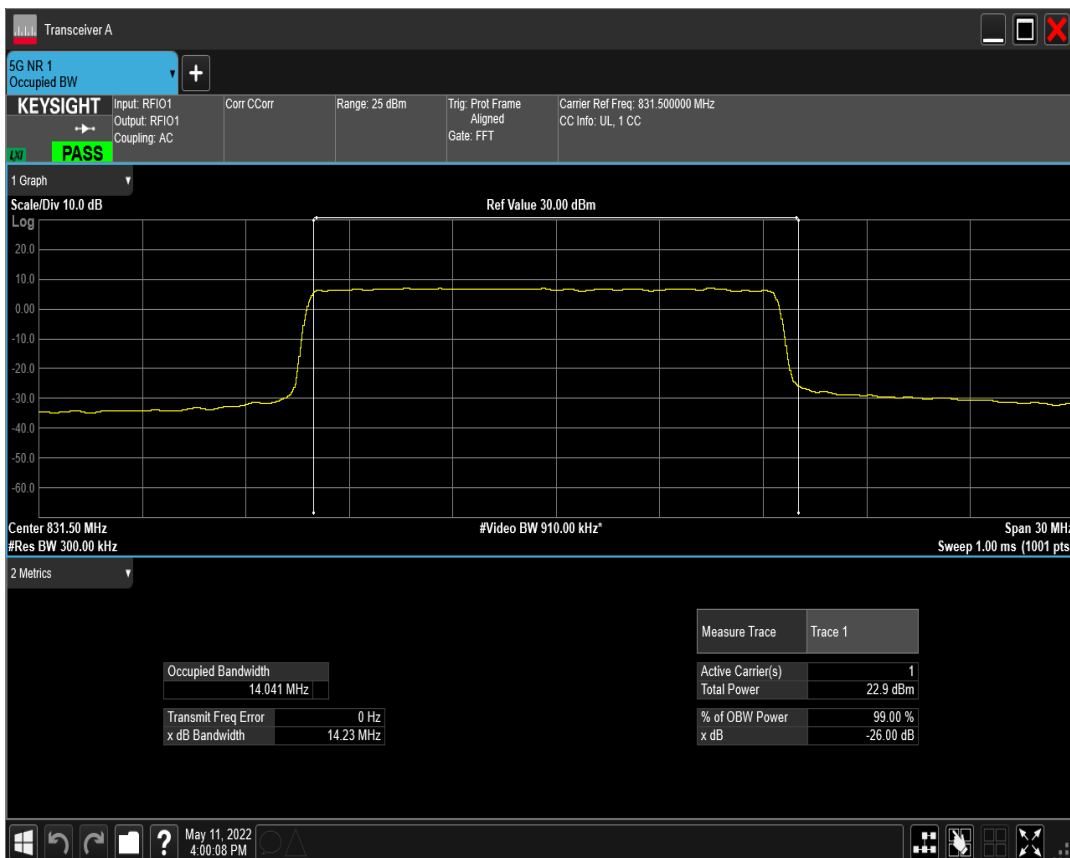 Transceiver A
5G NR 1
Occupied BW
KEYSIGHT
Input: RFIO1
Output: RFIO1
Coupling: AC
Corr CCorr
Range: 25 dBm
Trig: Prot Frame
Aligned
Gate: FFT
Carrier Ref Freq: 831.500000 MHz
CC Info: UL, 1 CC
LXI
PASS
1 Graph
Scale/Div 10.0 dB
Ref Value 30.00 dBm
Log
20.0
10.0
0.00
-10.0
-20.0
-30.0
-40.0
-50.0
-60.0
Center 831.50 MHz
#Video BW 910.00 kHz*
Span 30 MHz
#Res BW 300.00 kHz
Sweep 1.00 ms (1001 pts
2 Metrics
Measure Trace Trace 1
Occupied Bandwidth
14.041 MHz
Active Carrier(s) 1
Total Power 22.9 dBm
Transmit Freq Error 0 Hz
x dB Bandwidth 14.23 MHz
% of OBW Power 99.00 %
x dB -26.00 dB
May 11, 2022
4:00:08 PM